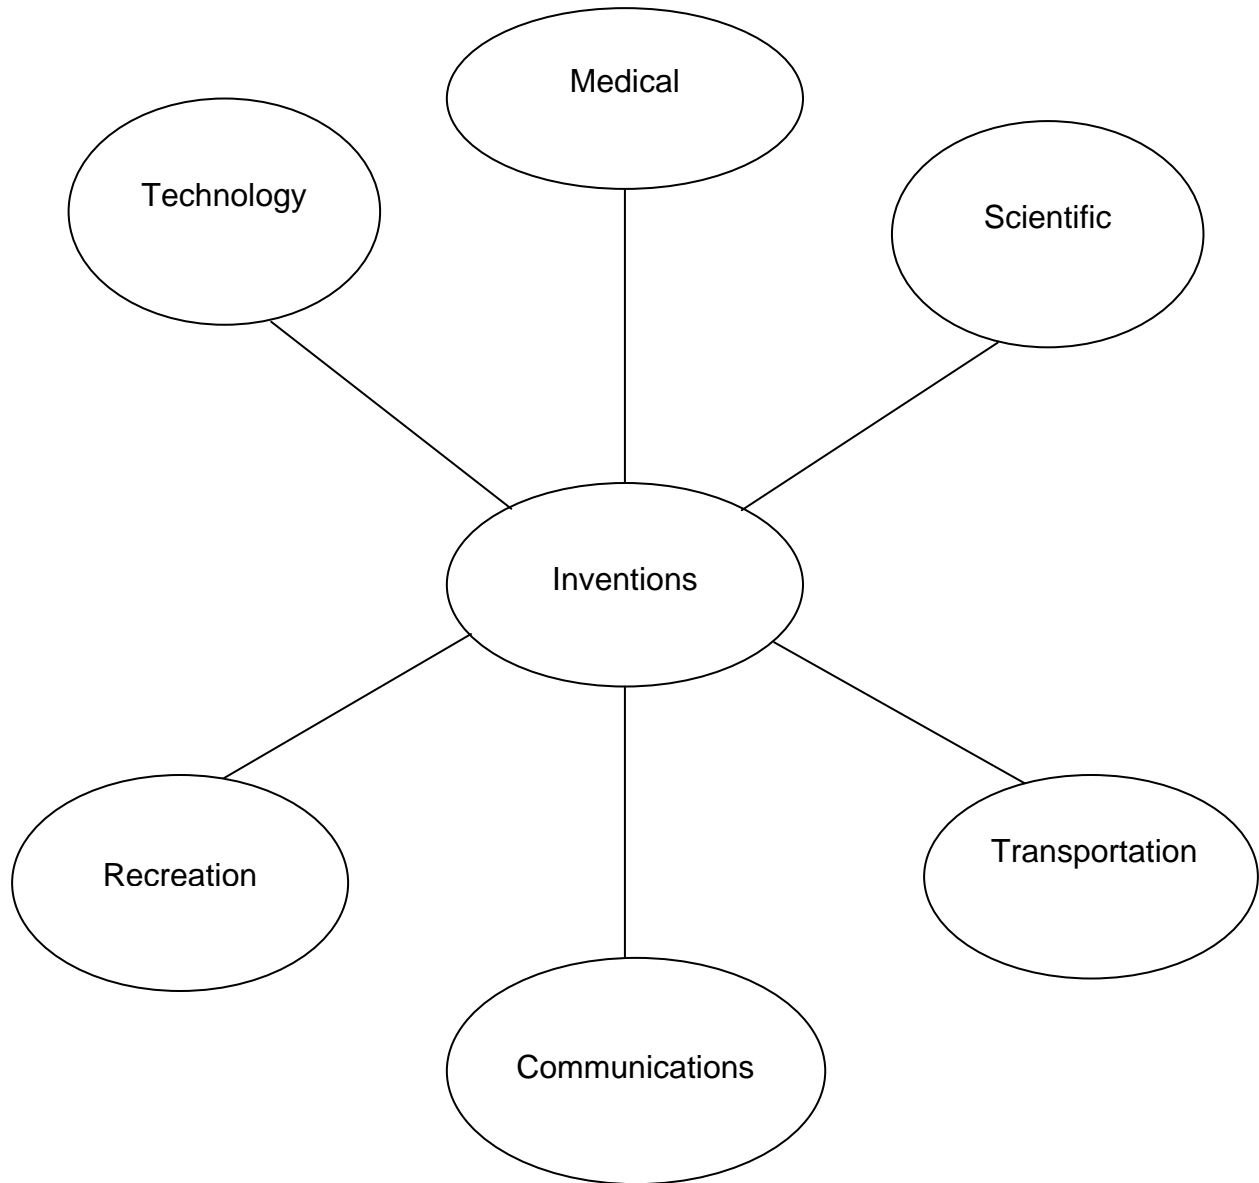 Medical
Technology
Scientific
Inventions
Recreation
Transportation
Communications